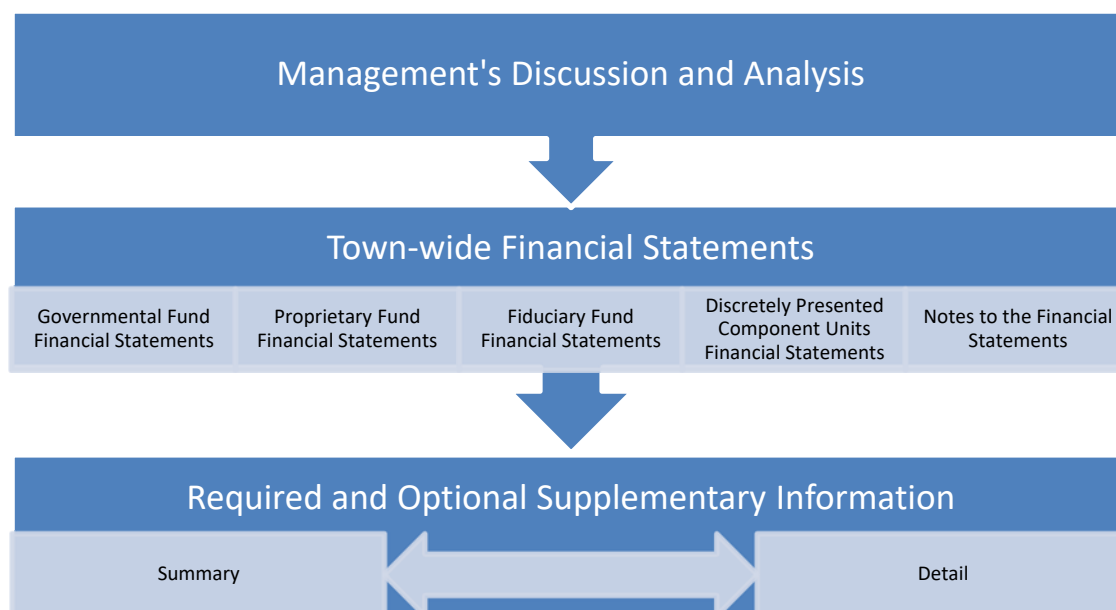 Management's Discussion and Analysis
Town-wide Financial Statements
Governmental Fund
Financial Statements
Proprietary Fund
Financial Statements
Fiduciary Fund
Financial Statements
Discretely Presented
Component Units
Financial Statements
Notes to the Financial
Statements
Required and Optional Supplementary Information
Summary
Detail